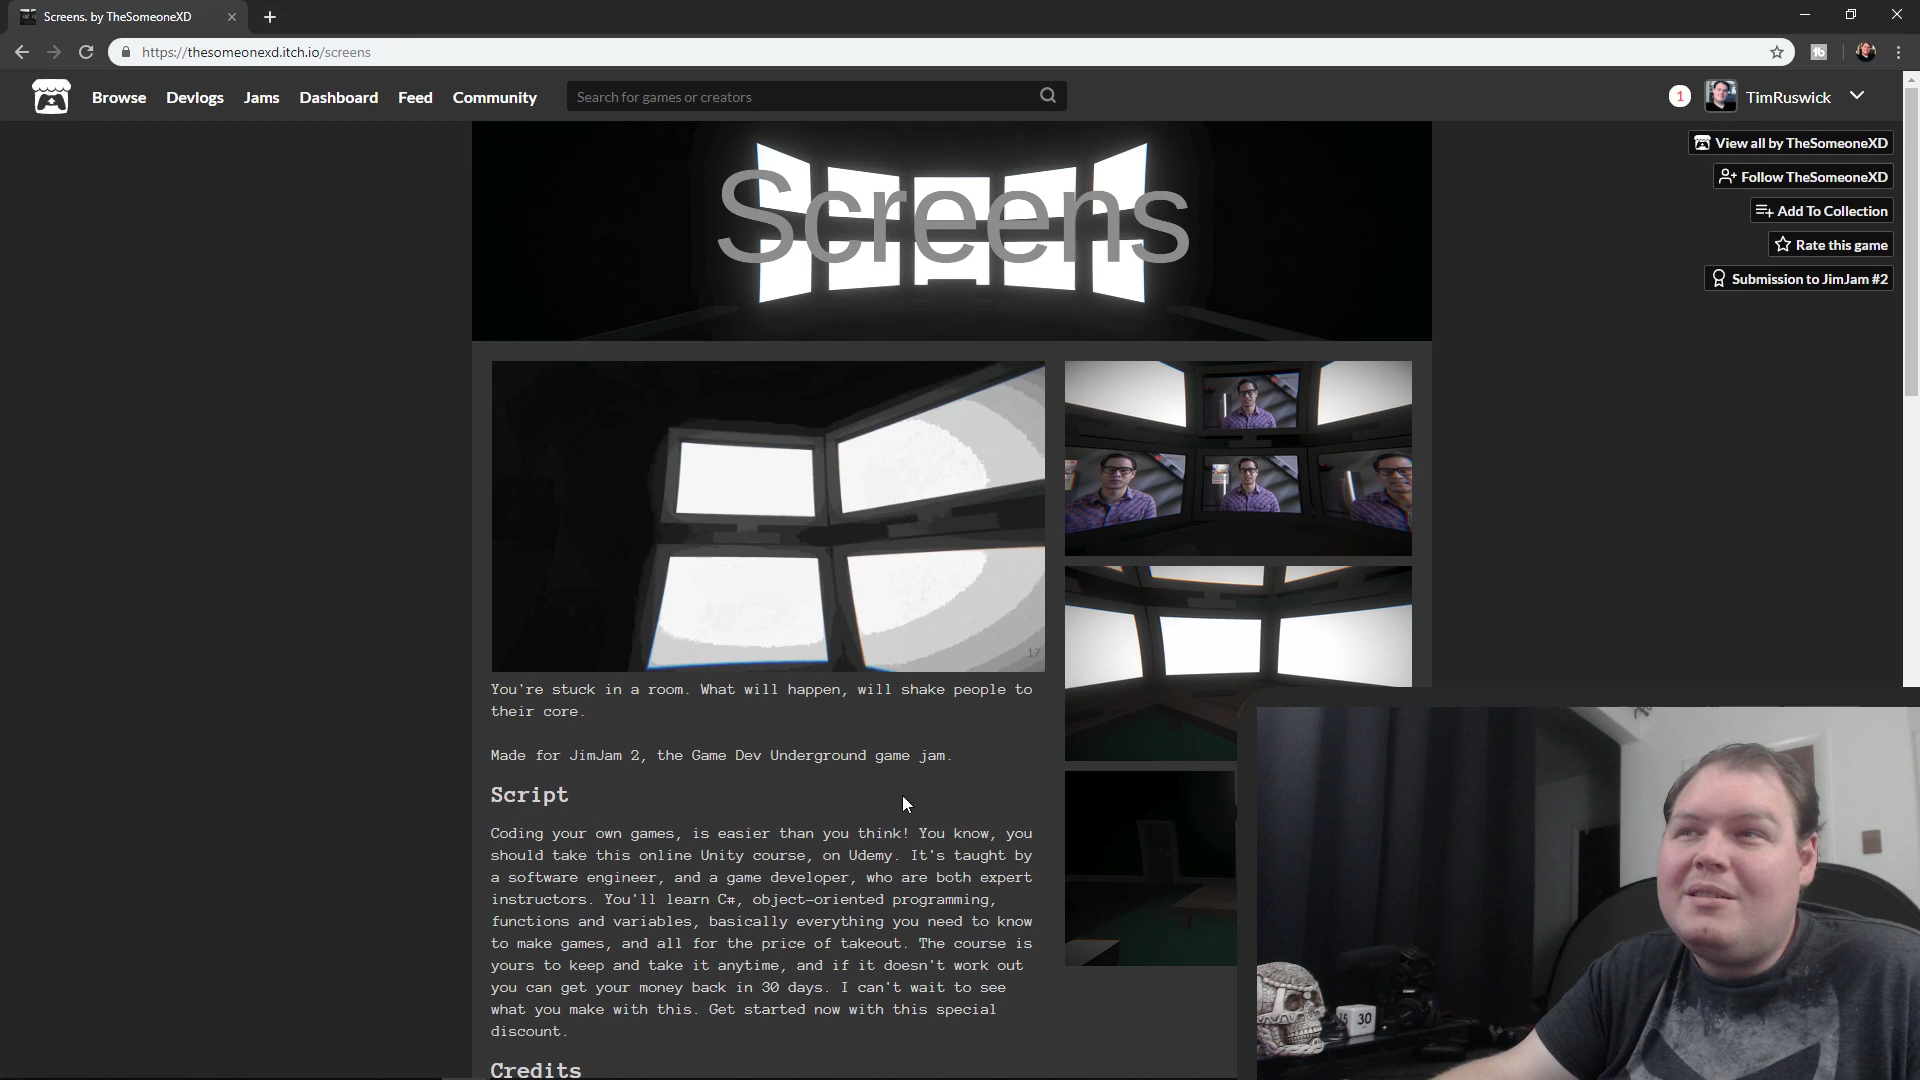 Screens. by TheSomeoneXD
https://thesomeonexd.itch.io/screens
Browse
Devlogs
Jams
Dashboard
Feed
Community
Search for games or creators
1
TimRuswick
View all by TheSomeoneXD
Follow TheSomeoneXD
Add To Collection
Rate this game
Submission to JimJam #2
Screens
17
You're stuck in a room. What will happen, will shake people to
their core.
Made for JimJam 2, the Game Dev Underground game jam.
Script
Coding your own games, is easier than you think! You know, you
should take this online Unity course, on Udemy. It's taught by
a software engineer, and a game developer, who are both expert
instructors. You'll learn C#, object-oriented programming,
functions and variables, basically everything you need to know
to make games, and all for the price of takeout. The course is
yours to keep and take it anytime, and if it doesn't work out
you can get your money back in 30 days. I can't wait to see
what you make with this. Get started now with this special
discount.
Credits
30